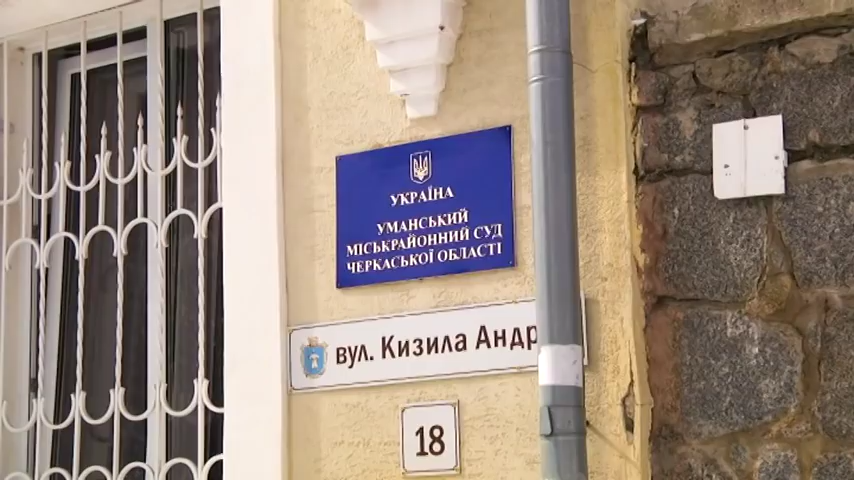 УКРАЇНА
УМАНСЬКИЙ
МІСЬКРАЙОННИЙ СУД
ЧЕРКАСЬКОЇ ОБЛАСТІ
вул. Кизила Андр
18